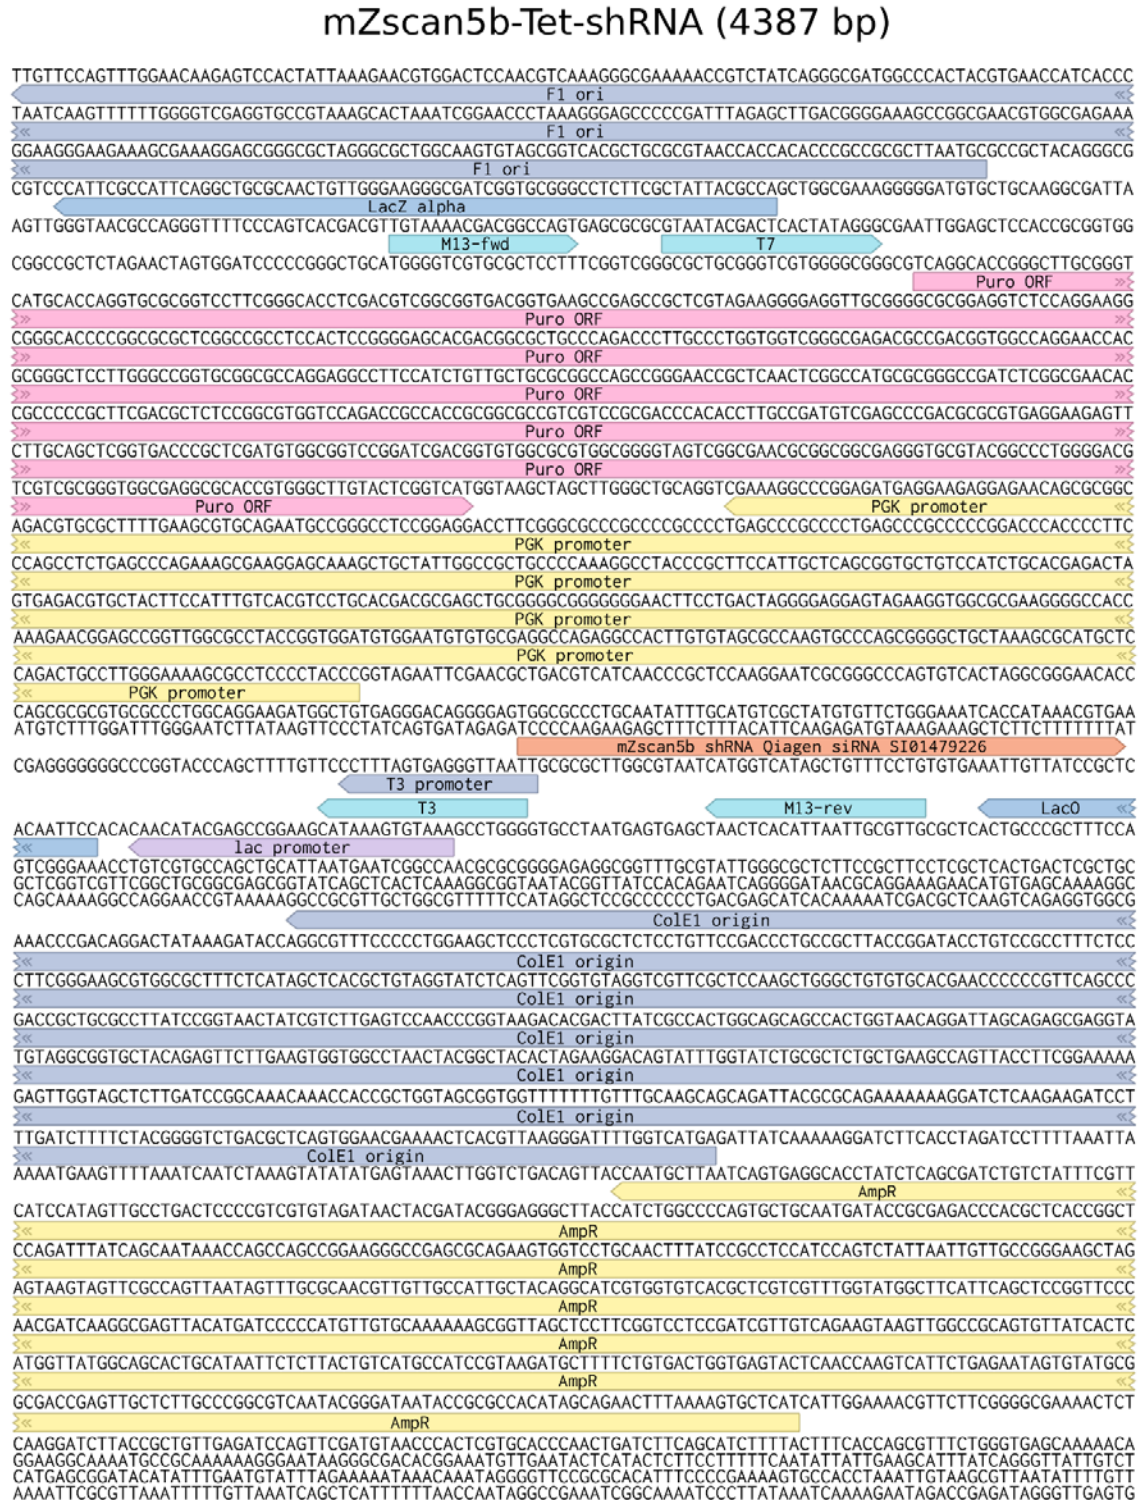 mZscan5b-Tet-shRNA (4387 bp)
TTGTTCCAGTTTGGAACAAGAGTCCACTATTAAAGAACGTGGACTCCAACGTCAAAGGGCGAAAAACCGTCTATCAGGGCGATGGCCCACTACGTGAACCATCACCC
F1 ori
TAATCAAGTTTTTTGGGGTCGAGGTGCCGTAAAGCACTAAATCGGAACCCTAAAGGGAGCCCCCGATTTAGAGCTTGACGGGGAAAGCCGGCGAACGTGGCGAGAAA
F1 ori
GGAAGGGAAGAAAGCGAAAGGAGCGGGCGCTAGGGCGCTGGCAAGTGTAGCGGTCACGCTGCGCGTAACCACCACACCCGCCGCGCTTAATGCGCCGCTACAGGGCG
F1 ori
CGTCCCATTCGCCATTCAGGCTGCGCAACTGTTGGGAAGGGCGATCGGTGCGGGCCTCTTCGCTATTACGCCAGCTGGCGAAAGGGGGATGTGCTGCAAGGCGATTA
LacZ alpha
AGTTGGGTAACGCCAGGGTTTTCCCAGTCACGACGTTGTAAAACGACGGCCAGTGAGCGCGCGTAATACGACTCACTATAGGGCGAATTGGAGCTCCACCGCGGTGG
M13-fwd T7
CGGCCGCTCTAGAACTAGTGGATCCCCCGGGCTGCATGGGGTCGTGCGCTCCTTTCGGTCGGGCGCTGCGGGTCGTGGGGCGGGCGTCAGGCACCGGGCTTGCGGGT
Puro ORF
CATGCACCAGGTGCGCGGTCCTTCGGGCACCTCGACGTCGGCGGTGACGGTGAAGCCGAGCCGCTCGTAGAAGGGGAGGTTGCGGGGCGCGGAGGTCTCCAGGAAGG
Puro ORF
CGGGCACCCCGGCGCGCTCGGCCGCCTCCACTCCGGGGAGCACGACGGCGCTGCCCAGACCCTTGCCCTGGTGGTCGGGCGAGACGCCGACGGTGGCCAGGAACCAC
Puro ORF
GCGGGCTCCTTGGGCCGGTGCGGCGCCAGGAGGCCTTCCATCTGTTGCTGCGCGGCCAGCCGGGAACCGCTCAACTCGGCCATGCGCGGGCCGATCTCGGCGAACAC
Puro ORF
CGCCCCCGCTTCGACGCTCTCCGGCGTGGTCCAGACCGCCACCGCGGCGCCGTCGTCCGCGACCCACACCTTGCCGATGTCGAGCCCGACGCGCGTGAGGAAGAGTT
Puro ORF
CTTGCAGCTCGGTGACCCGCTCGATGTGGCGGTCCGGATCGACGGTGTGGCGCGTGGCGGGGTAGTCGGCGAACGCGGCGGCGAGGGTGCGTACGGCCCTGGGGACG
Puro ORF
TCGTCGCGGGTGGCGAGGCGCACCGTGGGCTTGTACTCGGTCATGGTAAGCTAGCTTGGGCTGCAGGTCGAAAGGCCCGGAGATGAGGAAGAGGAGAACAGCGCGGC
Puro ORF PGK promoter
AGACGTGCGCTTTTGAAGCGTGCAGAATGCCGGGCCTCCGGAGGACCTTCGGGCGCCCGCCCCGCCCCTGAGCCCGCCCCTGAGCCCGCCCCCGGACCCACCCCTTC
PGK promoter
CCAGCCTCTGAGCCCAGAAAGCGAAGGAGCAAAGCTGCTATTGGCCGCTGCCCCAAAGGCCTACCCGCTTCCATTGCTCAGCGGTGCTGTCCATCTGCACGAGACTA
PGK promoter
GTGAGACGTGCTACTTCCATTTGTCACGTCCTGCACGACGCGAGCTGCGGGGCGGGGGGGAACTTCCTGACTAGGGGAGGAGTAGAAGGTGGCGCGAAGGGGCCACC
PGK promoter
AAAGAACGGAGCCGGTTGGCGCCTACCGGTGGATGTGGAATGTGTGCGAGGCCAGAGGCCACTTGTGTAGCGCCAAGTGCCCAGCGGGGCTGCTAAAGCGCATGCTC
PGK promoter
CAGACTGCCTTGGGAAAAGCGCCTCCCCTACCCGGTAGAATTCGAACGCTGACGTCATCAACCCGCTCCAAGGAATCGCGGGCCCAGTGTCACTAGGCGGGAACACC
PGK promoter
CAGCGCGCGTGCGCCCTGGCAGGAAGATGGCTGTGAGGGACAGGGGAGTGGCGCCCTGCAATATTTGCATGTCGCTATGTGTTCTGGGAAATCACCATAAACGTGAA
ATGTCTTTGGATTTGGGAATCTTATAAGTTCCCTATCAGTGATAGAGATCCCCAAGAAGAGCTTTCTTTACATTCAAGAGATGTAAAGAAAGCTCTTCTTTTTTTAT
mZscan5b shRNA Qiagen siRNA SI01479226
CGAGGGGGGGCCCGGTACCCAGCTTTTGTTCCCTTTAGTGAGGGTTAATTGCGCGCTTGGCGTAATCATGGTCATAGCTGTTTCCTGTGTGAAATTGTTATCCGCTC
T3 promoter
T3 M13-rev LacO
ACAATTCCACACAACATACGAGCCGGAAGCATAAAGTGTAAAGCCTGGGGTGCCTAATGAGTGAGCTAACTCACATTAATTGCGTTGCGCTCACTGCCCGCTTTCCA
lac promoter
GTCGGGAAACCTGTCGTGCCAGCTGCATTAATGAATCGGCCAACGCGCGGGGAGAGGCGGTTTGCGTATTGGGCGCTCTTCCGCTTCCTCGCTCACTGACTCGCTGC
GCTCGGTCGTTCGGCTGCGGCGAGCGGTATCAGCTCACTCAAAGGCGGTAATACGGTTATCCACAGAATCAGGGGATAACGCAGGAAAGAACATGTGAGCAAAAGGC
CAGCAAAAGGCCAGGAACCGTAAAAAGGCCGCGTTGCTGGCGTTTTTCCATAGGCTCCGCCCCCCTGACGAGCATCACAAAAATCGACGCTCAAGTCAGAGGTGGCG
ColE1 origin
AAACCCGACAGGACTATAAAGATACCAGGCGTTTCCCCCTGGAAGCTCCCTCGTGCGCTCTCCTGTTCCGACCCTGCCGCTTACCGGATACCTGTCCGCCTTTCTCC
ColE1 origin
CTTCGGGAAGCGTGGCGCTTTCTCATAGCTCACGCTGTAGGTATCTCAGTTCGGTGTAGGTCGTTCGCTCCAAGCTGGGCTGTGTGCACGAACCCCCCGTTCAGCCC
ColE1 origin
GACCGCTGCGCCTTATCCGGTAACTATCGTCTTGAGTCCAACCCGGTAAGACACGACTTATCGCCACTGGCAGCAGCCACTGGTAACAGGATTAGCAGAGCGAGGTA
ColE1 origin
TGTAGGCGGTGCTACAGAGTTCTTGAAGTGGTGGCCTAACTACGGCTACACTAGAAGGACAGTATTTGGTATCTGCGCTCTGCTGAAGCCAGTTACCTTCGGAAAAA
ColE1 origin
GAGTTGGTAGCTCTTGATCCGGCAAACAAACCACCGCTGGTAGCGGTGGTTTTTTTGTTTGCAAGCAGCAGATTACGCGCAGAAAAAAAGGATCTCAAGAAGATCCT
ColE1 origin
TTGATCTTTTCTACGGGGTCTGACGCTCAGTGGAACGAAAACTCACGTTAAGGGATTTTGGTCATGAGATTATCAAAAAGGATCTTCACCTAGATCCTTTTAAATTA
ColE1 origin
AAAATGAAGTTTTAAATCAATCTAAAGTATATATGAGTAAACTTGGTCTGACAGTTACCAATGCTTAATCAGTGAGGCACCTATCTCAGCGATCTGTCTATTTCGTT
AmpR
CATCCATAGTTGCCTGACTCCCCGTCGTGTAGATAACTACGATACGGGAGGGCTTACCATCTGGCCCCAGTGCTGCAATGATACCGCGAGACCCACGCTCACCGGCT
AmpR
CCAGATTTATCAGCAATAAACCAGCCAGCCGGAAGGGCCGAGCGCAGAAGTGGTCCTGCAACTTTATCCGCCTCCATCCAGTCTATTAATTGTTGCCGGGAAGCTAG
AmpR
AGTAAGTAGTTCGCCAGTTAATAGTTTGCGCAACGTTGTTGCCATTGCTACAGGCATCGTGGTGTCACGCTCGTCGTTTGGTATGGCTTCATTCAGCTCCGGTTCCC
AmpR
AACGATCAAGGCGAGTTACATGATCCCCCATGTTGTGCAAAAAAGCGGTTAGCTCCTTCGGTCCTCCGATCGTTGTCAGAAGTAAGTTGGCCGCAGTGTTATCACTC
AmpR
ATGGTTATGGCAGCACTGCATAATTCTCTTACTGTCATGCCATCCGTAAGATGCTTTTCTGTGACTGGTGAGTACTCAACCAAGTCATTCTGAGAATAGTGTATGCG
AmpR
GCGACCGAGTTGCTCTTGCCCGGCGTCAATACGGGATAATACCGCGCCACATAGCAGAACTTTAAAAGTGCTCATCATTGGAAAACGTTCTTCGGGGCGAAAACTCT
AmpR
CAAGGATCTTACCGCTGTTGAGATCCAGTTCGATGTAACCCACTCGTGCACCCAACTGATCTTCAGCATCTTTTACTTTCACCAGCGTTTCTGGGTGAGCAAAAACA
GGAAGGCAAAATGCCGCAAAAAAGGGAATAAGGGCGACACGGAAATGTTGAATACTCATACTCTTCCTTTTTCAATATTATTGAAGCATTTATCAGGGTTATTGTCT
CATGAGCGGATACATATTTGAATGTATTTAGAAAAATAAACAAATAGGGGTTCCGCGCACATTTCCCCGAAAAGTGCCACCTAAATTGTAAGCGTTAATATTTTGTT
AAAATTCGCGTTAAATTTTTGTTAAATCAGCTCATTTTTTAACCAATAGGCCGAAATCGGCAAAATCCCTTATAAATCAAAAGAATAGACCGAGATAGGGTTGAGTG